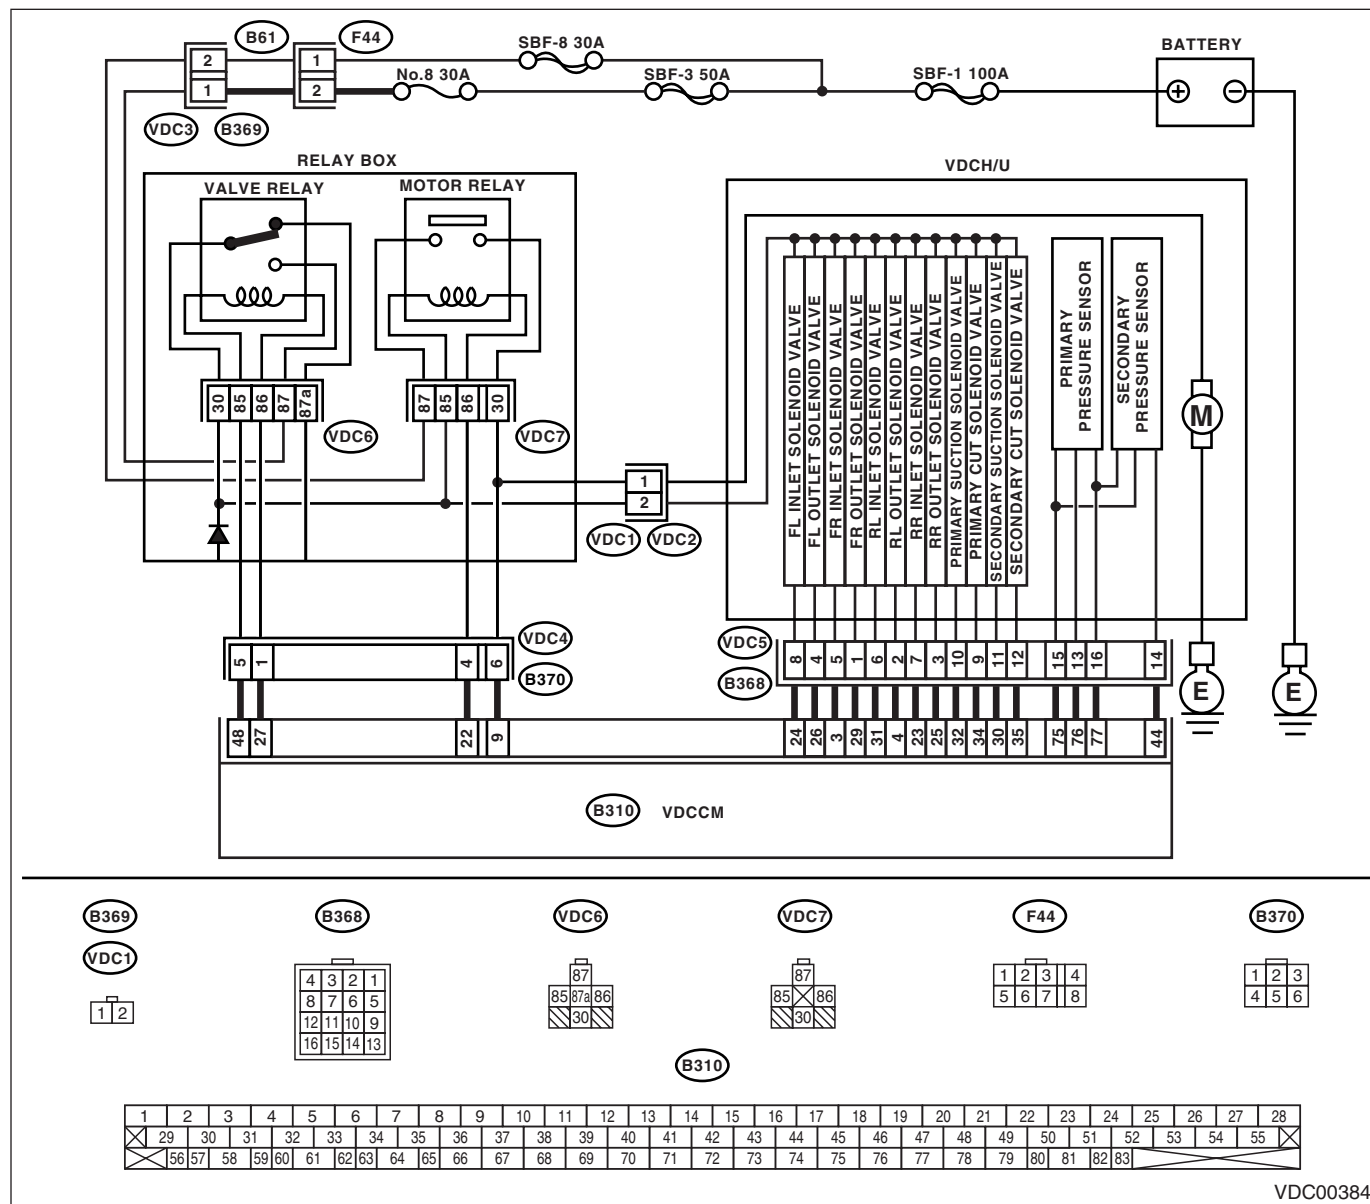 B61 F44 SBF-8 30A BATTERY
2 1 No.8 30A SBF-3 50A SBF-1 100A
1 2 + −
VDC3 B369
RELAY BOX VDCH/U
VALVE RELAY MOTOR RELAY
FL INLET SOLENOID VALVE
FL OUTLET SOLENOID VALVE
FR INLET SOLENOID VALVE
FR OUTLET SOLENOID VALVE
RL INLET SOLENOID VALVE
RL OUTLET SOLENOID VALVE
RR INLET SOLENOID VALVE
RR OUTLET SOLENOID VALVE
PRIMARY SUCTION SOLENOID VALVE
PRIMARY CUT SOLENOID VALVE
SECONDARY SUCTION SOLENOID VALVE
SECONDARY CUT SOLENOID VALVE
PRIMARY
PRESSURE SENSOR
SECONDARY
PRESSURE SENSOR
M
30 85 86 87 87a 87 85 86 30
VDC6 VDC7
1
2
VDC1 VDC2
VDC4 VDC5
5 1 4 6 8 4 5 1 6 2 7 3 10 9 11 12 15 13 16 14
B370 B368 E E
48 27 22 9 24 26 3 29 31 4 23 25 32 34 30 35 75 76 77 44
B310 VDCCM
B369 B368 VDC6 VDC7 F44 B370
VDC1
1 2
4 3 2 1
8 7 6 5
12 11 10 9
16 15 14 13
87
85 87a 86
30
87
85 86
30
1 2 3 4
5 6 7 8
1 2 3
4 5 6
B310
1 2 3 4 5 6 7 8 9 10 11 12 13 14 15 16 17 18 19 20 21 22 23 24 25 26 27 28
29 30 31 32 33 34 35 36 37 38 39 40 41 42 43 44 45 46 47 48 49 50 51 52 53 54 55
56 57 58 59 60 61 62 63 64 65 66 67 68 69 70 71 72 73 74 75 76 77 78 79 80 81 82 83
VDC00384